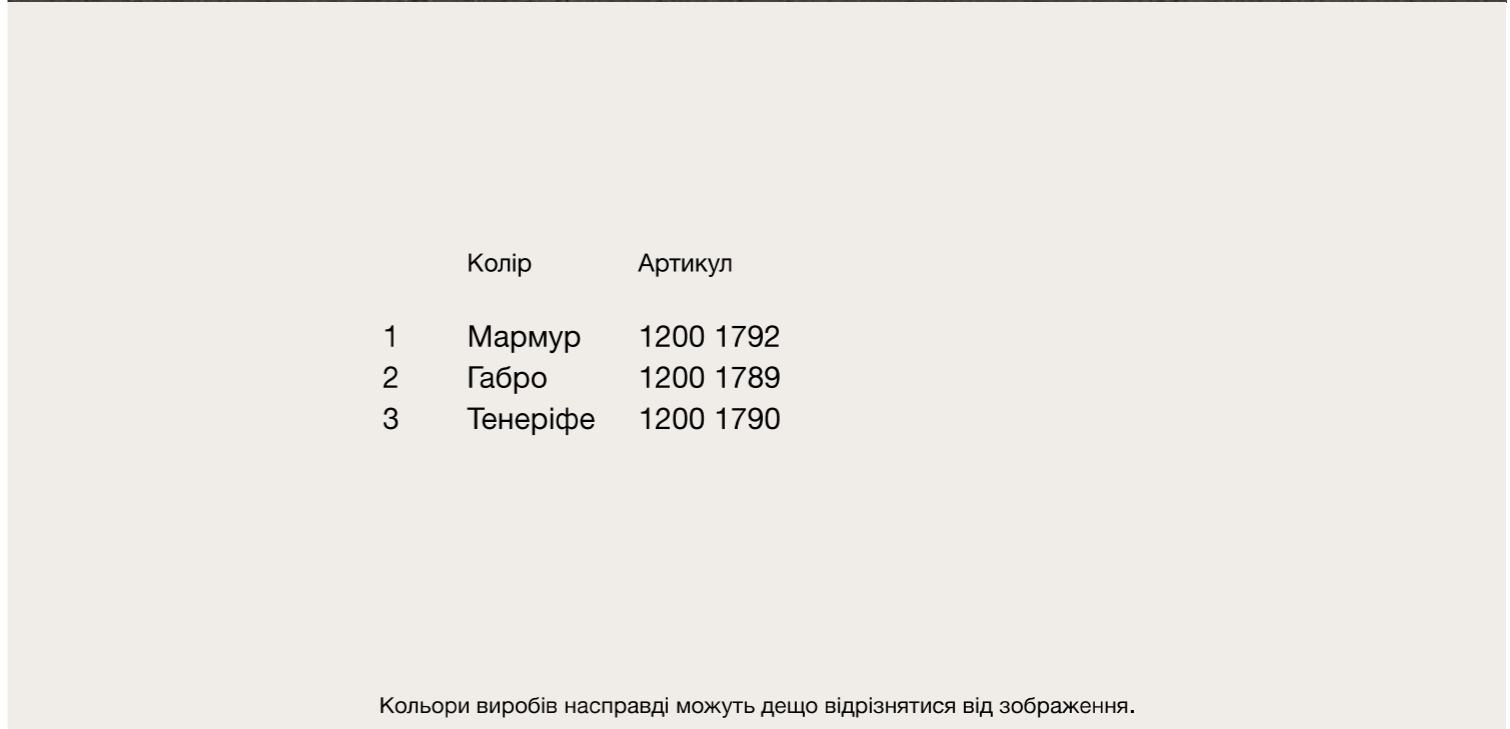 Колір Артикул
1 Мармур 1200 1792
2 Габро 1200 1789
3 Тенеріфе 1200 1790
Кольори виробів насправді можуть дещо відрізнятися від зображення.